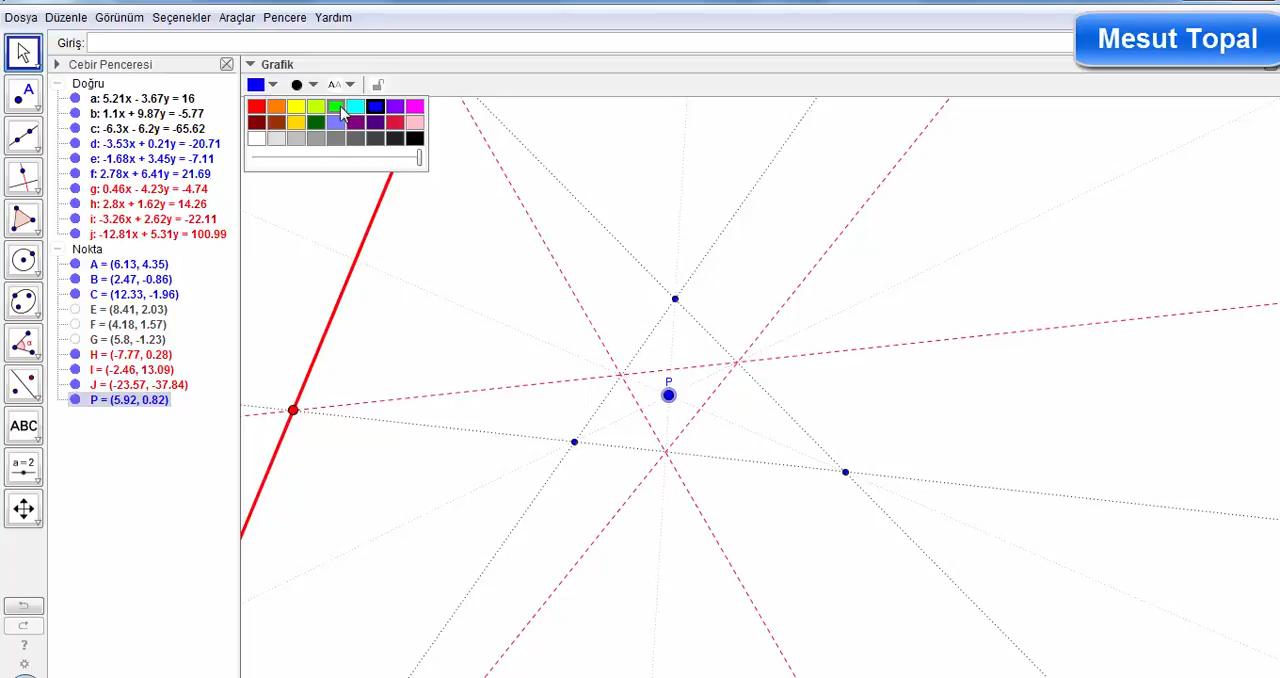 Dosya Düzenle Görünüm Seçenekler Araçlar Pencere Yardım
Mesut Topal
Giriş:
Cebir Penceresi
Grafik
A
AA
Doğru
a: 5.21x - 3.67y = 16
b: 1.1x + 9.87y = -5.77
c: -6.3x - 6.2y = -65.62
d: -3.53x + 0.21y = -20.71
e: -1.68x + 3.45y = -7.11
f: 2.78x + 6.41y = 21.69
g: 0.46x - 4.23y = -4.74
h: 2.8x + 1.62y = 14.26
i: -3.26x + 2.62y = -22.11
j: -12.81x + 5.31y = 100.99
Nokta
A = (6.13, 4.35)
B = (2.47, -0.86)
C = (12.33, -1.96)
E = (8.41, 2.03)
F = (4.18, 1.57)
G = (5.8, -1.23)
H = (-7.77, 0.28)
I = (-2.46, 13.09)
J = (-23.57, -37.84)
P = (5.92, 0.82)
P
α
ABC
a=2
?